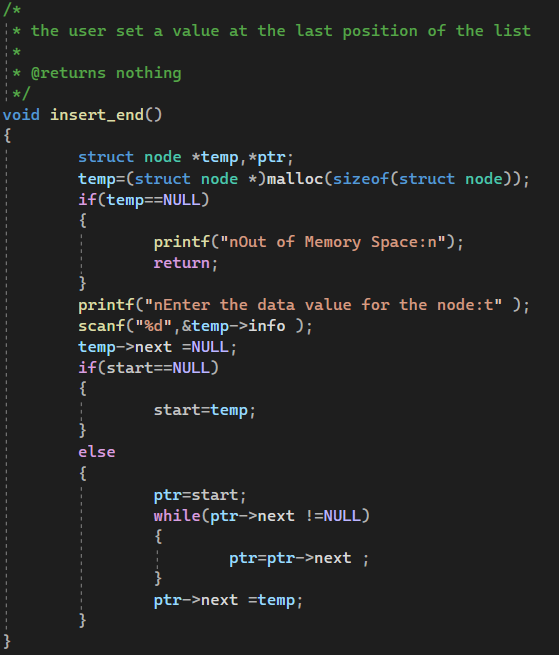 /*
* the user set a value at the last position of the list
*
* @returns nothing
*/
void insert_end()
{
        struct node *temp,*ptr;
        temp=(struct node *)malloc(sizeof(struct node));
        if(temp==NULL)
        {
                printf("nOut of Memory Space:n");
                return;
        }
        printf("nEnter the data value for the node:t" );
        scanf("%d",&temp->info );
        temp->next =NULL;
        if(start==NULL)
        {
                start=temp;
        }
        else
        {
                ptr=start;
                while(ptr->next !=NULL)
                {
                        ptr=ptr->next ;
                }
                ptr->next =temp;
        }
}